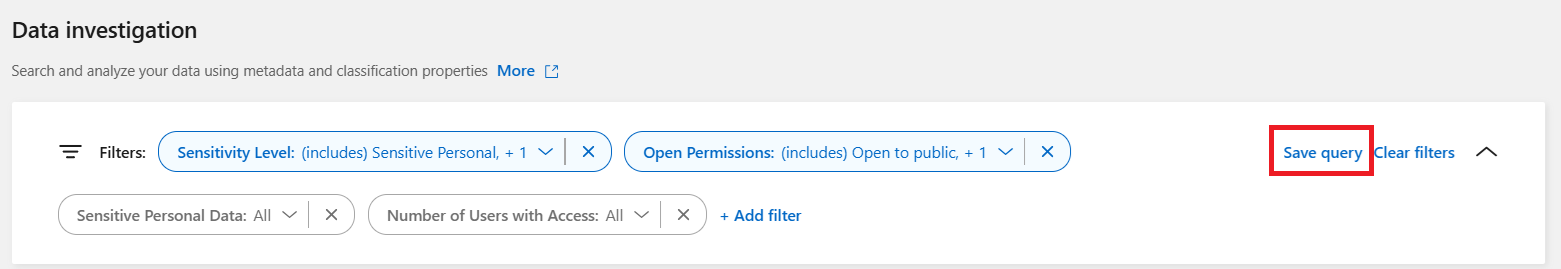 Data investigation
Search and analyze your data using metadata and classification properties More
Filters: Sensitivity Level: (includes) Sensitive Personal, + 1 Open Permissions: (includes) Open to public, + 1 Save query Clear filters
Sensitive Personal Data: All Number of Users with Access: All + Add filter